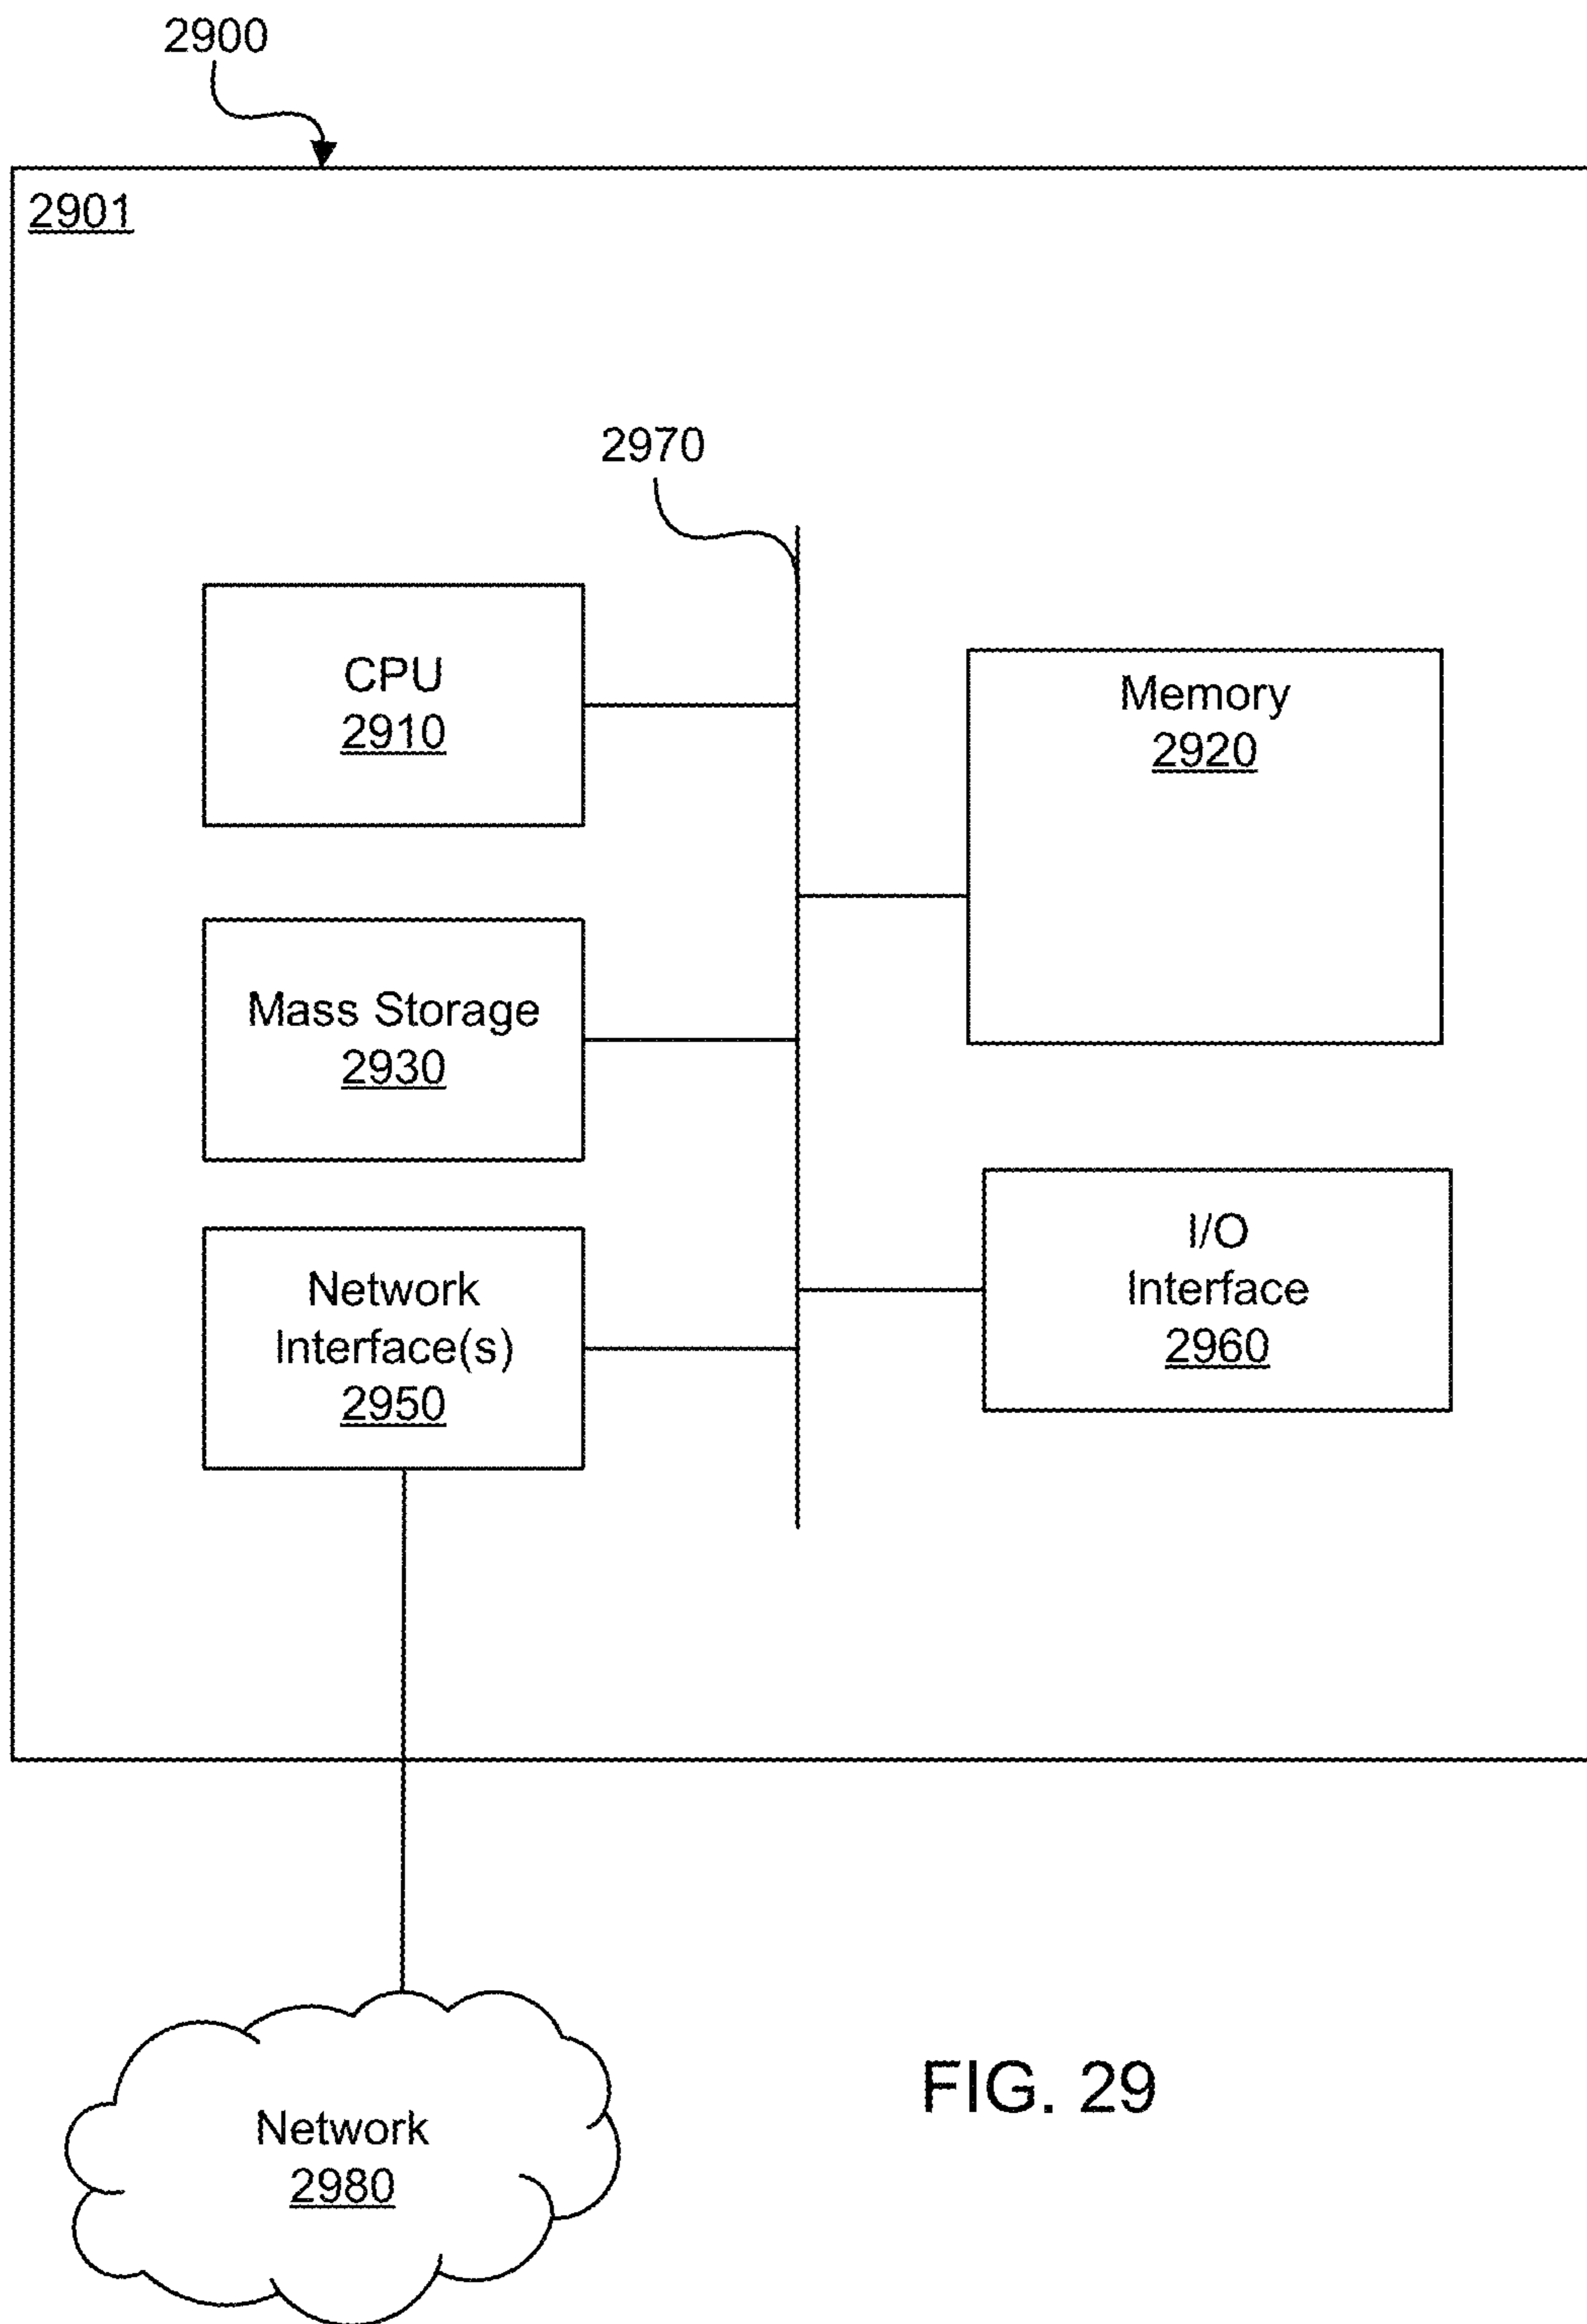 2900
2901
2970
CPU
2910
Memory
2920
Mass Storage
2930
I/O
Interface
2960
Network
Interface(s)
2950
Network
2980
FIG. 29